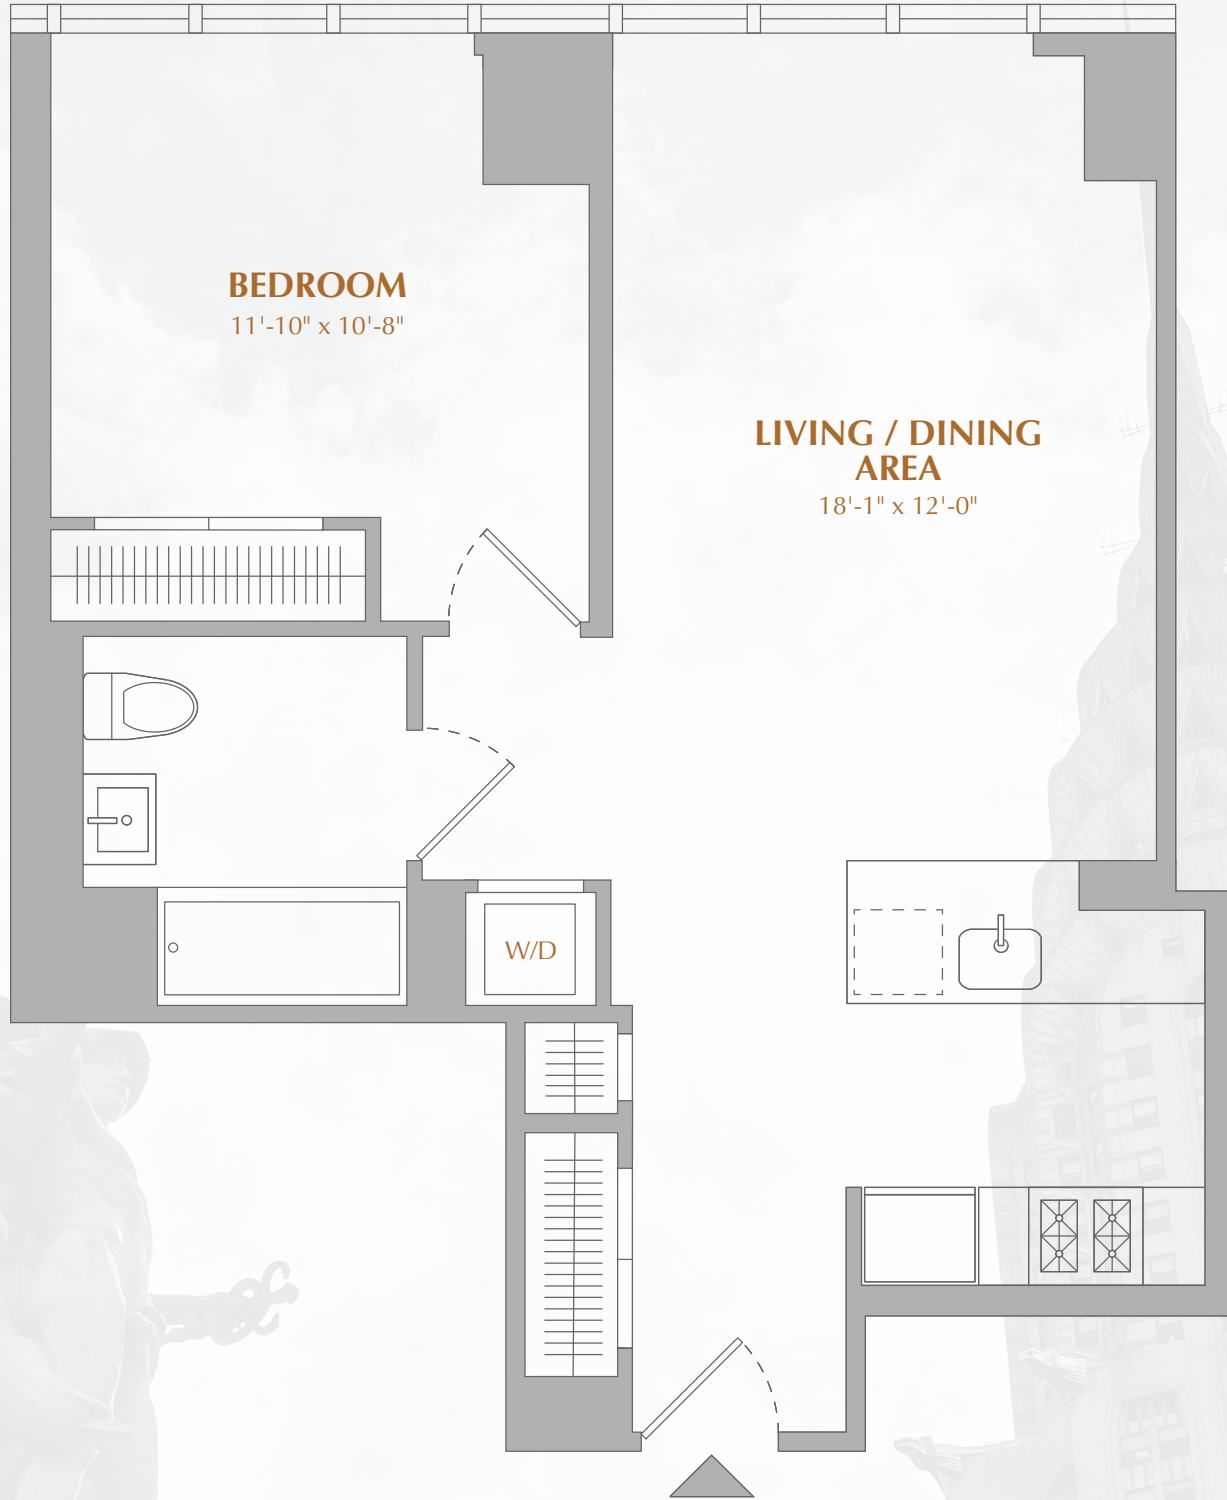 BEDROOM
11'-10" x 10'-8"
LIVING / DINING
AREA
18'-1" x 12'-0"
W/D